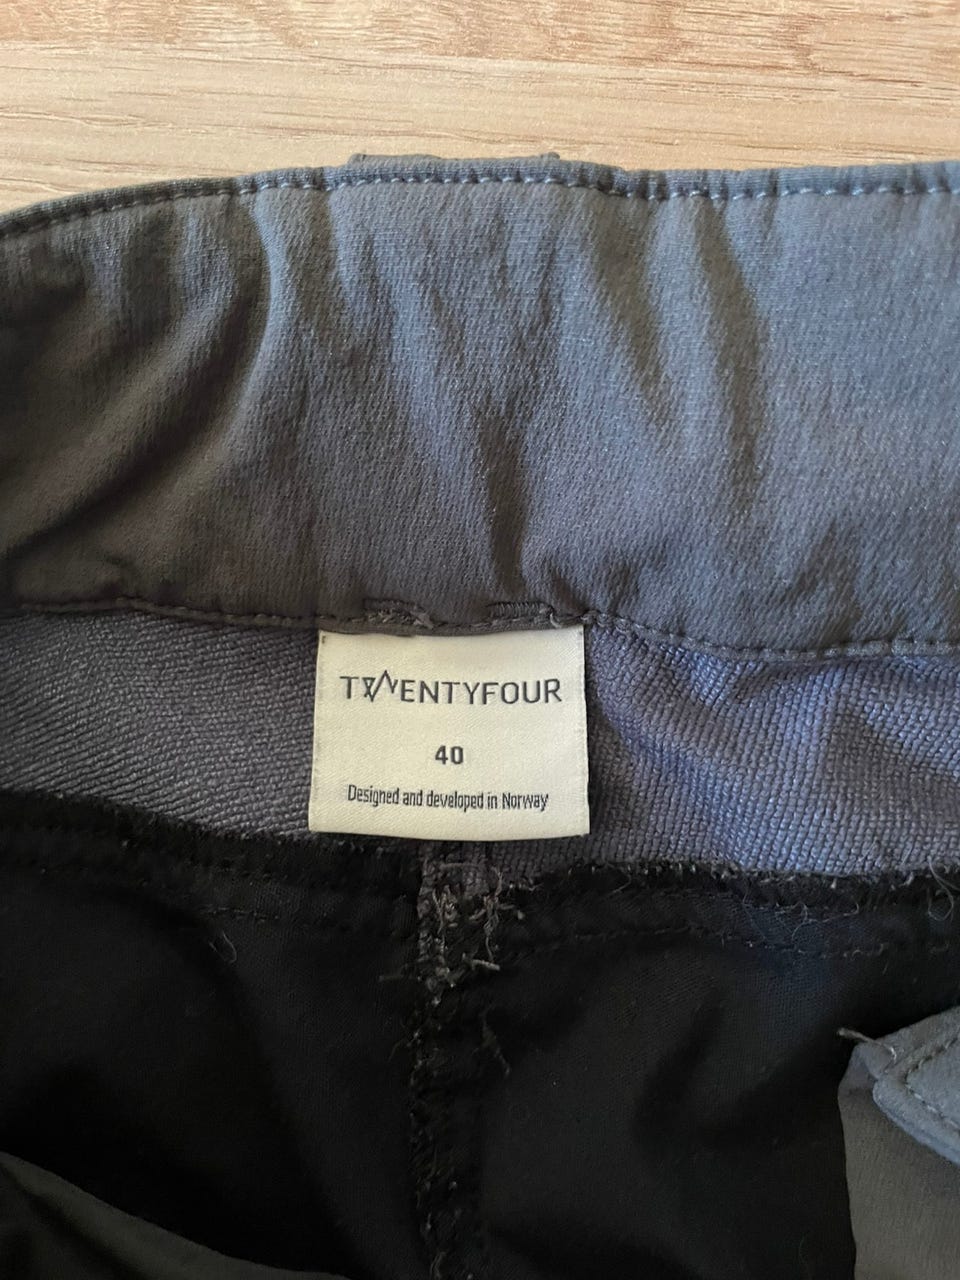 TWENTYFOUR
40
Designed and developed in Norway